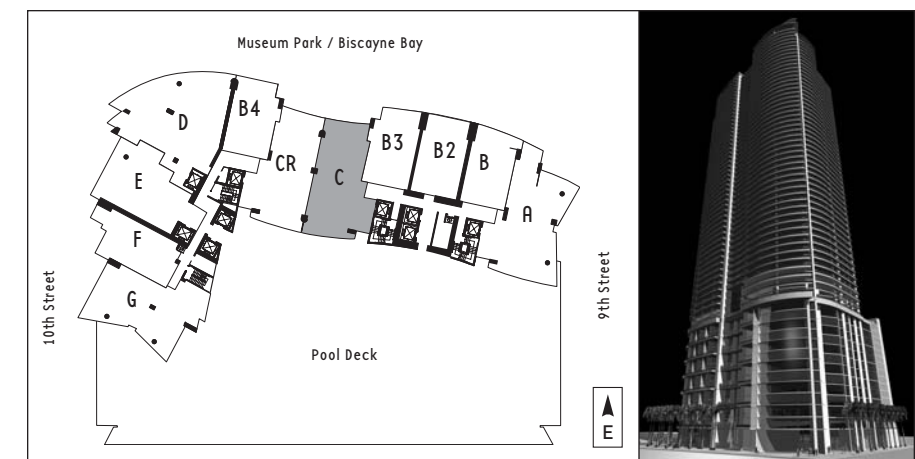 Museum Park / Biscayne Bay
D
B4
CR
C
B3
B2
B
A
E
F
G
10th Street
9th Street
Pool Deck
E